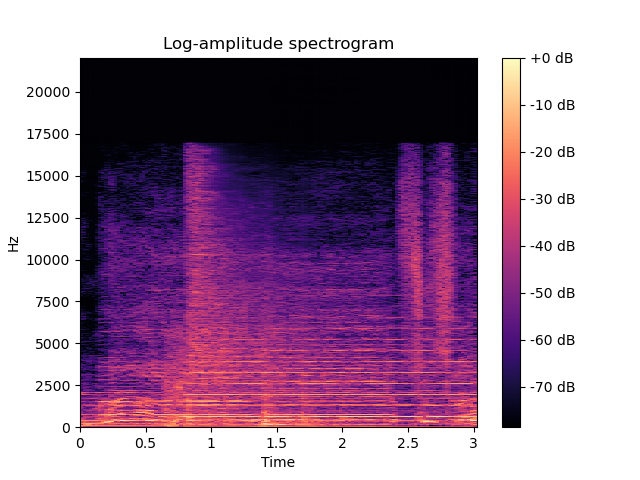 Log-amplitude spectrogram
Hz
20000
17500
15000
12500
10000
7500
5000
2500
0
0 0.5 1 1.5 2 2.5 3
Time
+0 dB
-10 dB
-20 dB
-30 dB
-40 dB
-50 dB
-60 dB
-70 dB